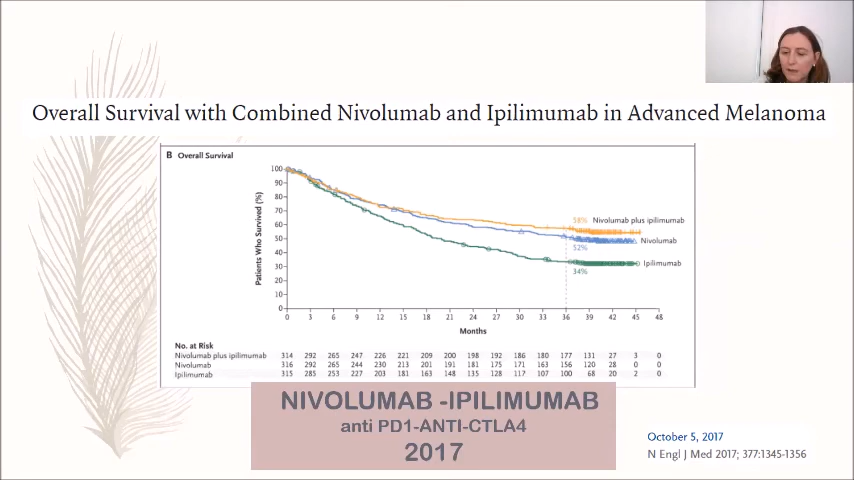 Overall Survival with Combined Nivolumab and Ipilimumab in Advanced Melanoma
B Overall Survival
Patients Who Survived (%)
100
90
80
70
60
50
40
30
20
10
0
58% Nivolumab plus ipilimumab
Nivolumab
52%
Ipilimumab
34%
0 3 6 9 12 15 18 21 24 27 30 33 36 39 42 45 48
Months
No. at Risk
Nivolumab plus ipilimumab 314 292 265 247 226 221 209 200 198 192 186 180 177 131 27 3 0
Nivolumab 316 292 265 244 230 213 201 191 181 175 171 163 156 120 28 0 0
Ipilimumab 315 285 253 227 203 181 163 148 135 128 117 107 100 68 20 2 0
NIVOLUMAB -IPILIMUMAB
anti PD1-ANTI-CTLA4
2017
October 5, 2017
N Engl J Med 2017; 377:1345-1356